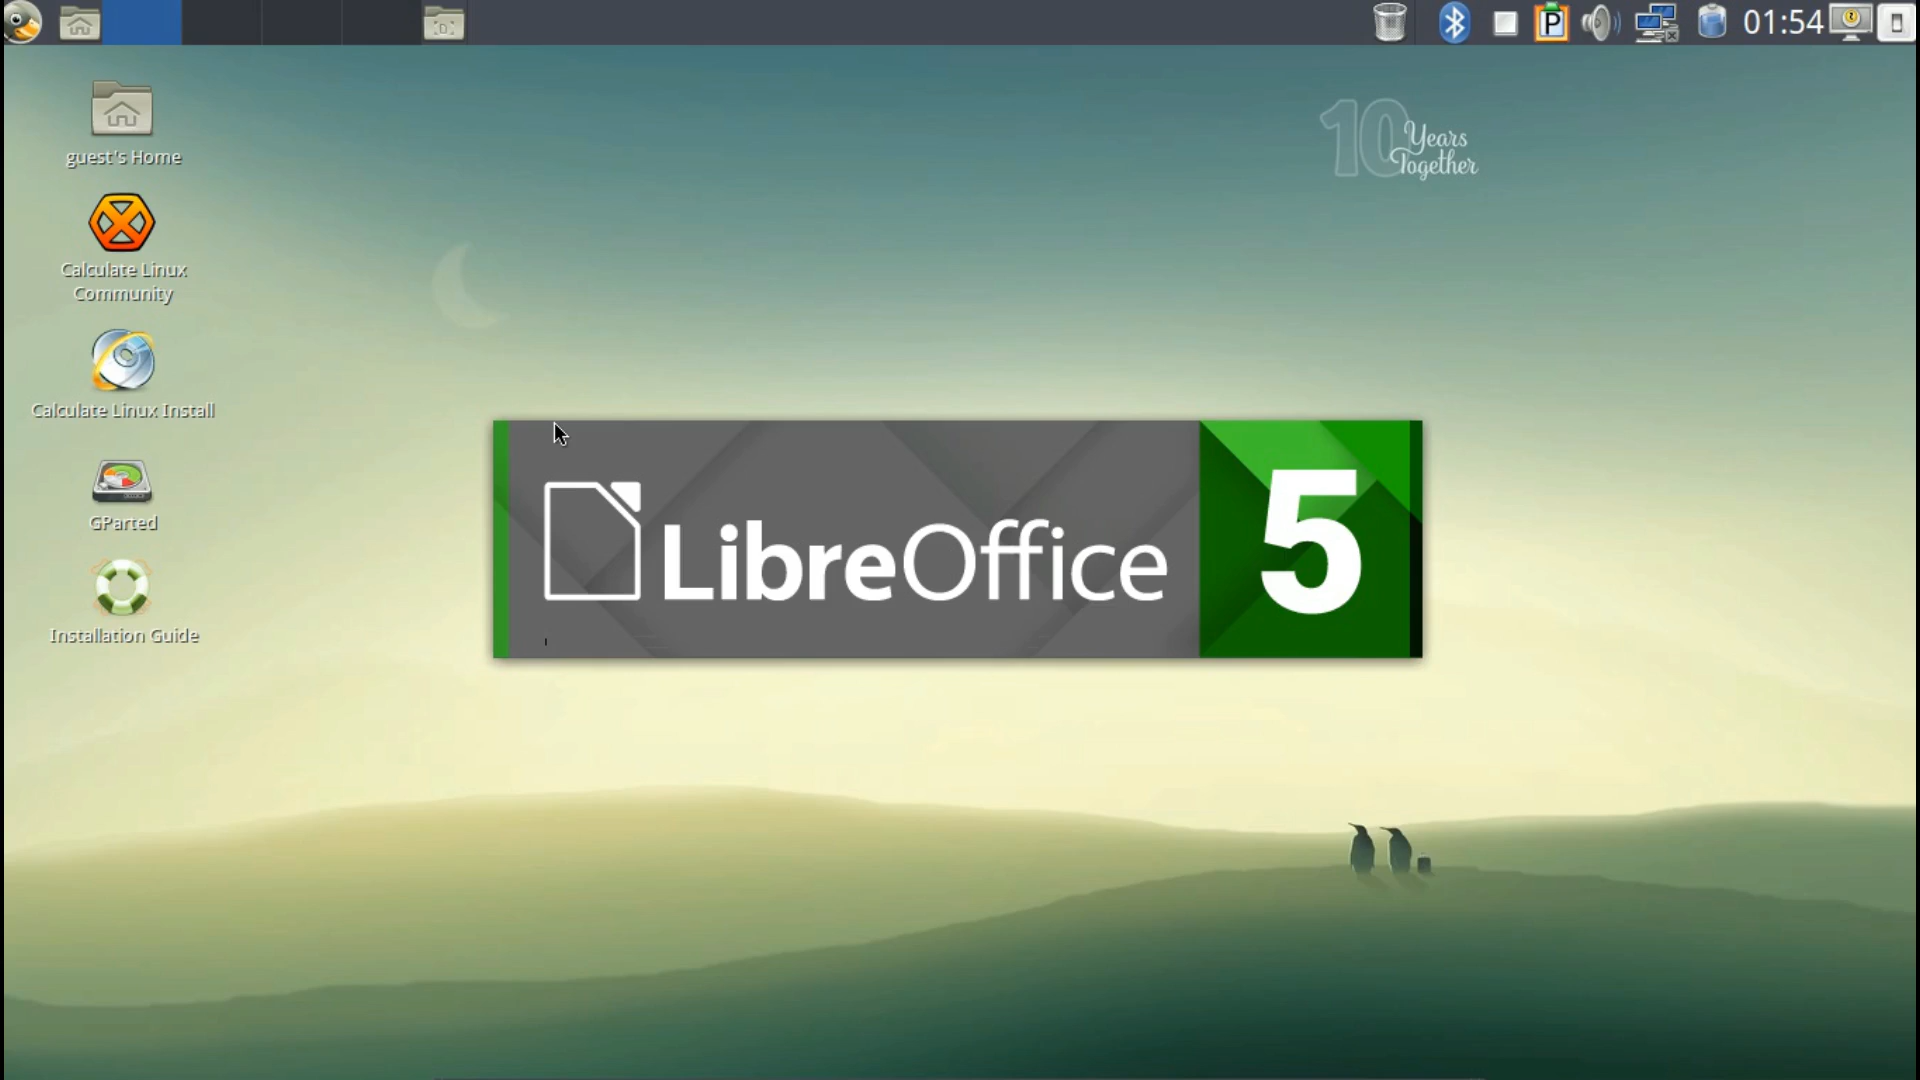 D
P
01:54
guest's Home
10 Years
Together
Calculate Linux
Community
Calculate Linux Install
LibreOffice 5
GParted
Installation Guide